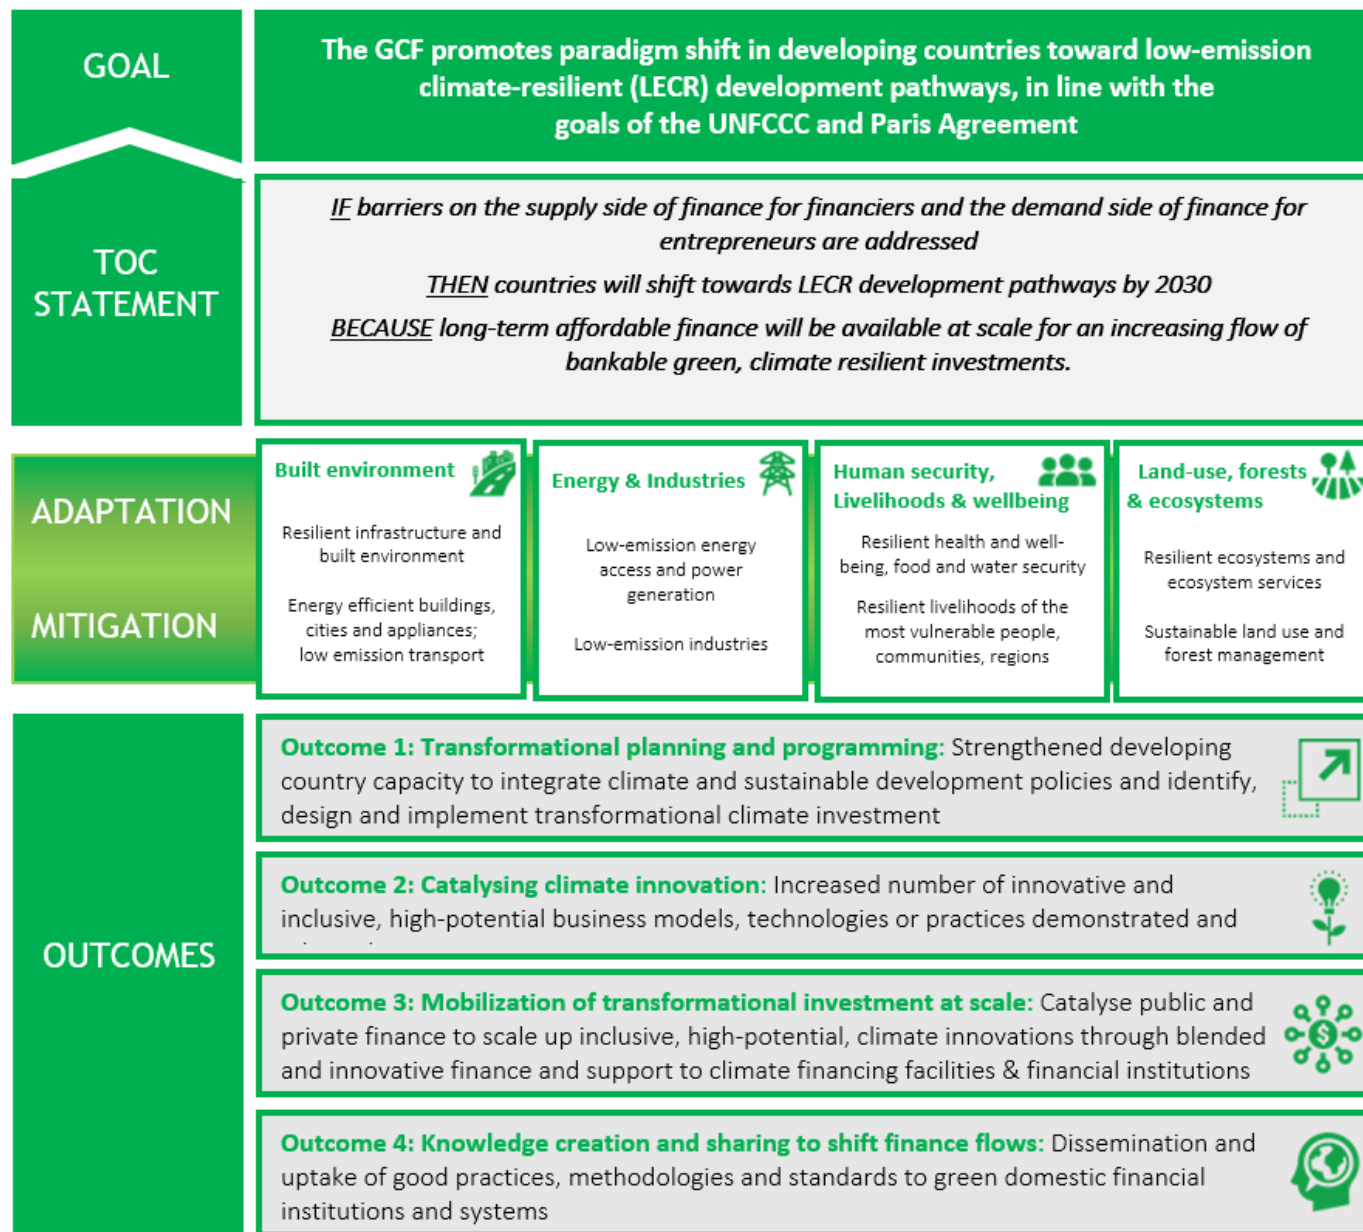 GOAL
The GCF promotes paradigm shift in developing countries toward low-emission
climate-resilient (LECR) development pathways, in line with the
goals of the UNFCCC and Paris Agreement
TOC
STATEMENT
IF barriers on the supply side of finance for financiers and the demand side of finance for
entrepreneurs are addressed
THEN countries will shift towards LECR development pathways by 2030
BECAUSE long-term affordable finance will be available at scale for an increasing flow of
bankable green, climate resilient investments.
ADAPTATION
MITIGATION
Built environment
Resilient infrastructure and
built environment
Energy efficient buildings,
cities and appliances;
low emission transport
Energy & Industries
Low-emission energy
access and power
generation
Low-emission industries
Human security,
Livelihoods & wellbeing
Resilient health and well-
being, food and water security
Resilient livelihoods of the
most vulnerable people,
communities, regions
Land-use, forests
& ecosystems
Resilient ecosystems and
ecosystem services
Sustainable land use and
forest management
OUTCOMES
Outcome 1: Transformational planning and programming: Strengthened developing
country capacity to integrate climate and sustainable development policies and identify,
design and implement transformational climate investment
Outcome 2: Catalysing climate innovation: Increased number of innovative and
inclusive, high-potential business models, technologies or practices demonstrated and
Outcome 3: Mobilization of transformational investment at scale: Catalyse public and
private finance to scale up inclusive, high-potential, climate innovations through blended
and innovative finance and support to climate financing facilities & financial institutions
Outcome 4: Knowledge creation and sharing to shift finance flows: Dissemination and
uptake of good practices, methodologies and standards to green domestic financial
institutions and systems